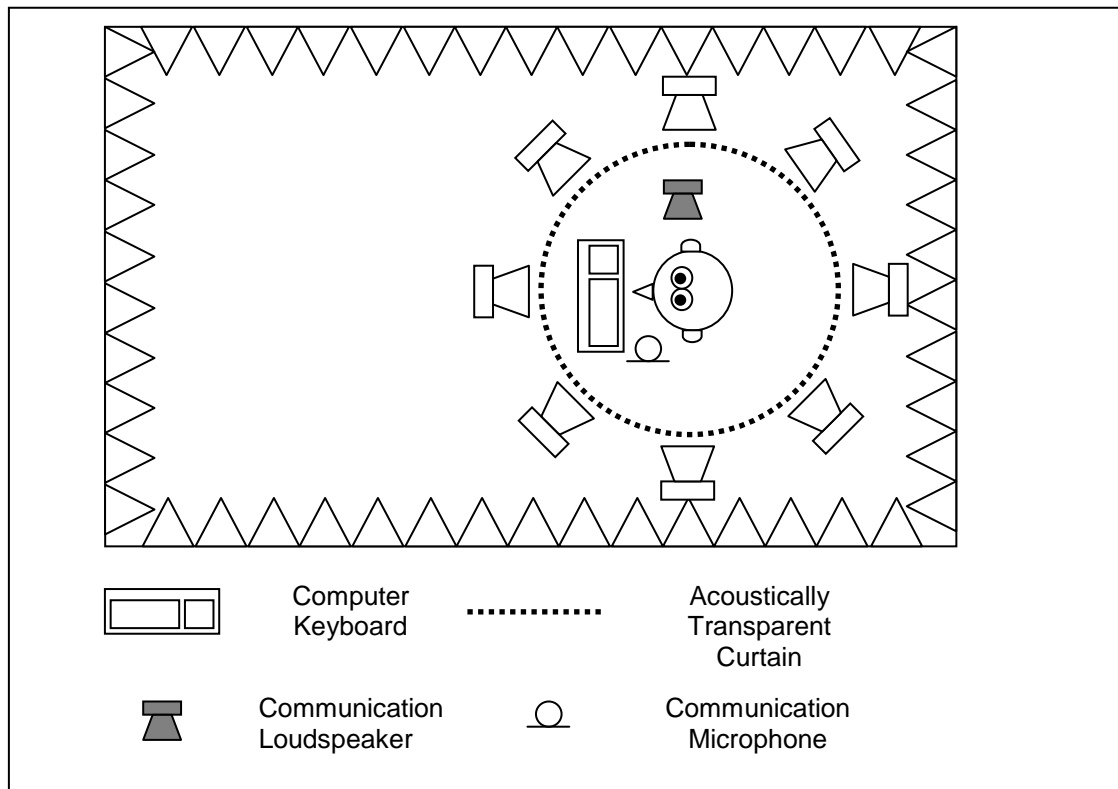 Computer
Keyboard
Acoustically
Transparent
Curtain
Communication
Loudspeaker
Communication
Microphone